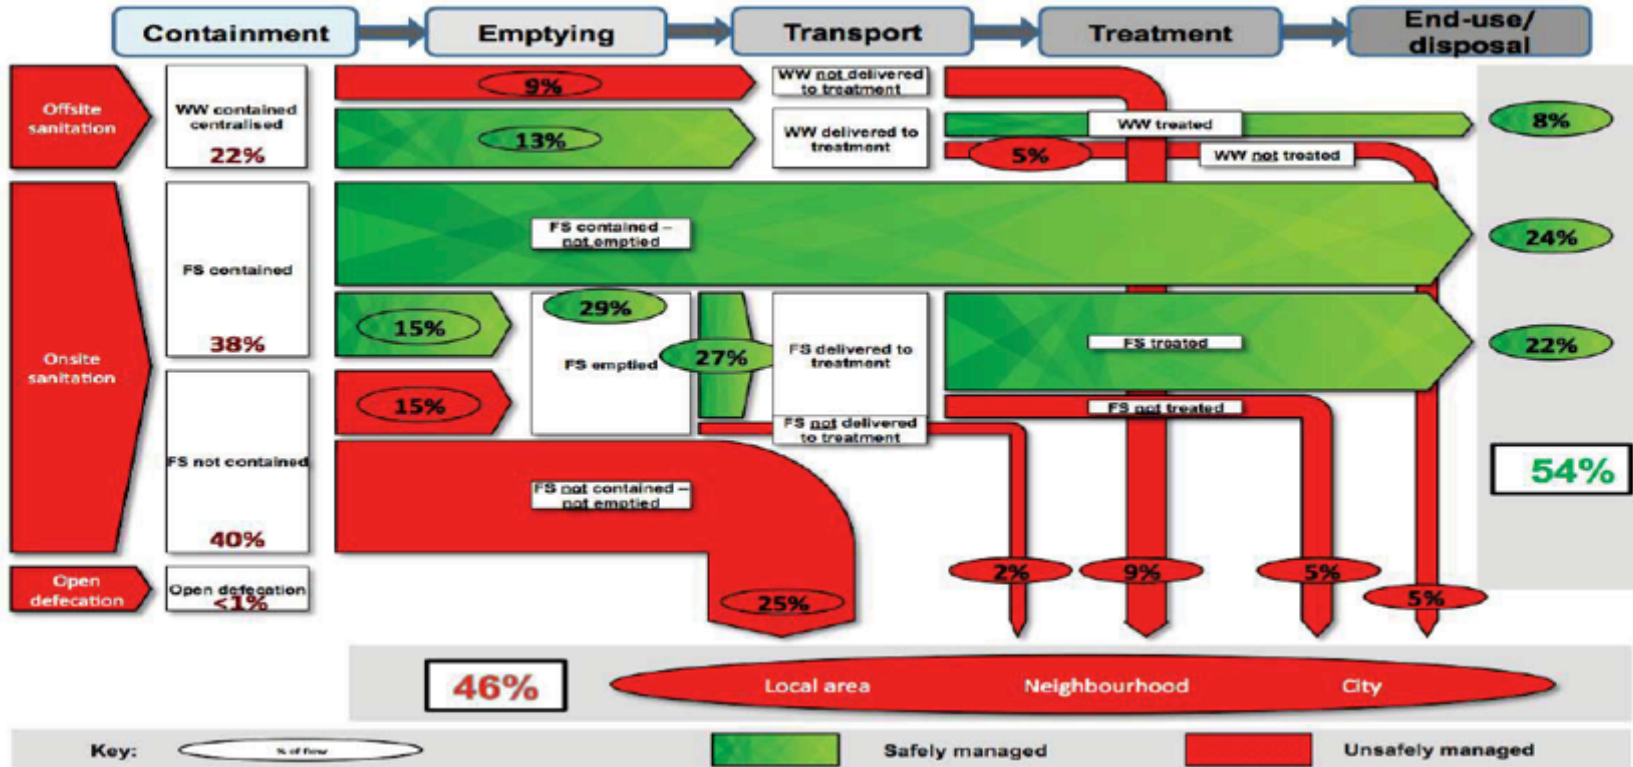 Containment
Emptying
Transport
Treatment
End-use/
disposal
Offsite
sanitation
WW contained
centralised
22%
9%
WW not delivered
to treatment
13%
WW delivered to
treatment
WW treated
8%
5%
WW not treated
Onsite
sanitation
FS contained
38%
FS contained –
not emptied
24%
15%
29%
FS emptied
27%
FS delivered to
treatment
FS treated
22%
FS not contained
40%
15%
FS not delivered
to treatment
FS not treated
FS not contained –
not emptied
54%
Open
defecation
Open defecation
<1%
25%
2%
9%
5%
5%
46%
Local area
Neighbourhood
City
Key:
% of flow
Safely managed
Unsafely managed